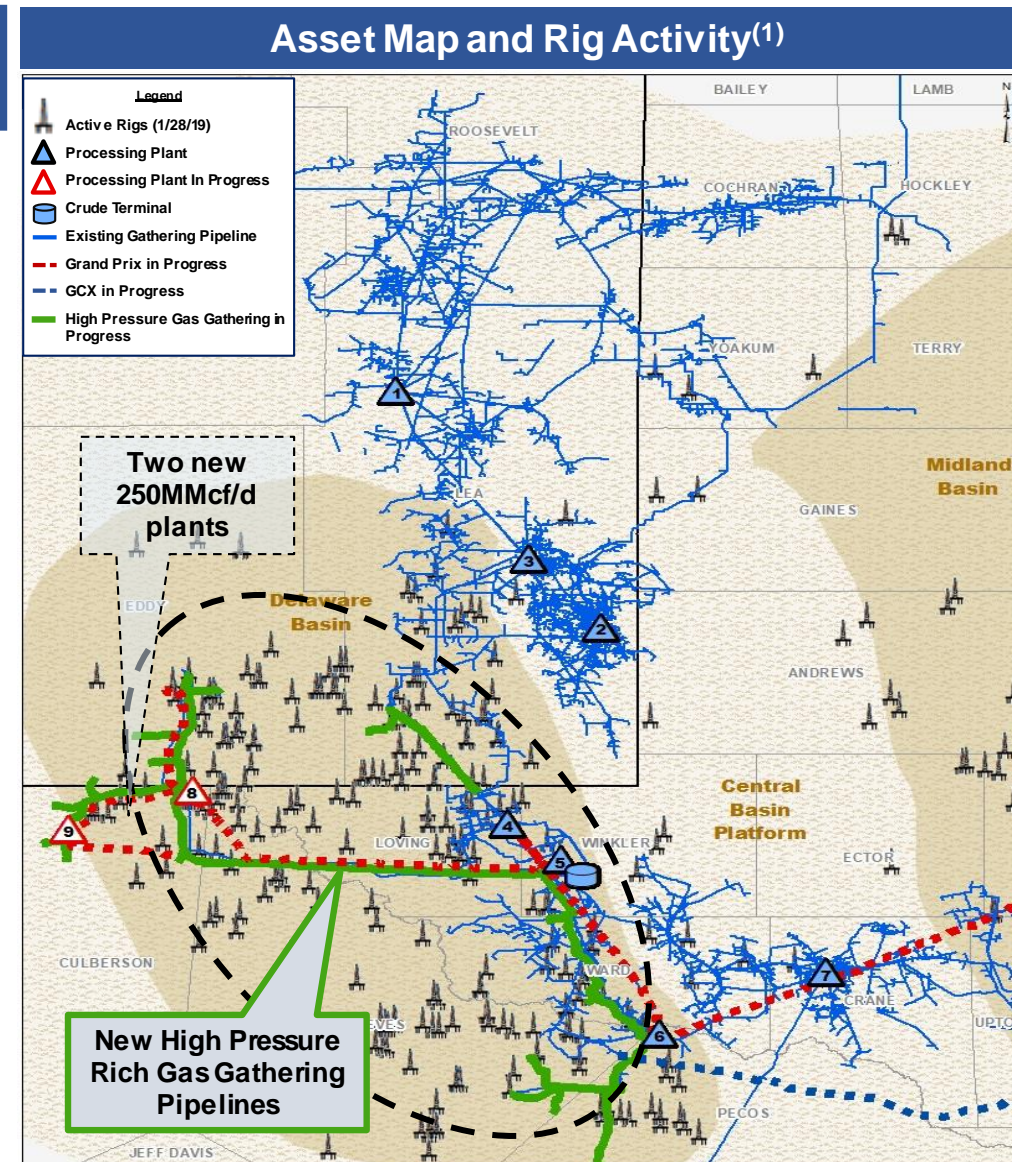 Asset Map and Rig Activity(1)
Legend
Active Rigs (1/28/19)
Processing Plant
Processing Plant In Progress
Crude Terminal
Existing Gathering Pipeline
Grand Prix in Progress
GCX in Progress
High Pressure Gas Gathering in
Progress
BAILEY
LAMB
N
ROOSEVELT
COCHRAN
HOCKLEY
YOAKUM
TERRY
1
Two new
250MMcf/d
plants
LEA
Midland
Basin
GAINES
3
EDDY
Delaware
Basin
2
ANDREWS
8
9
4
LOVING
5
WINKLER
Central
Basin
Platform
ECTOR
CULBERSON
WARD
7
CRANE
6
New High Pressure
Rich Gas Gathering
Pipelines
PECOS
JEFF DAVIS